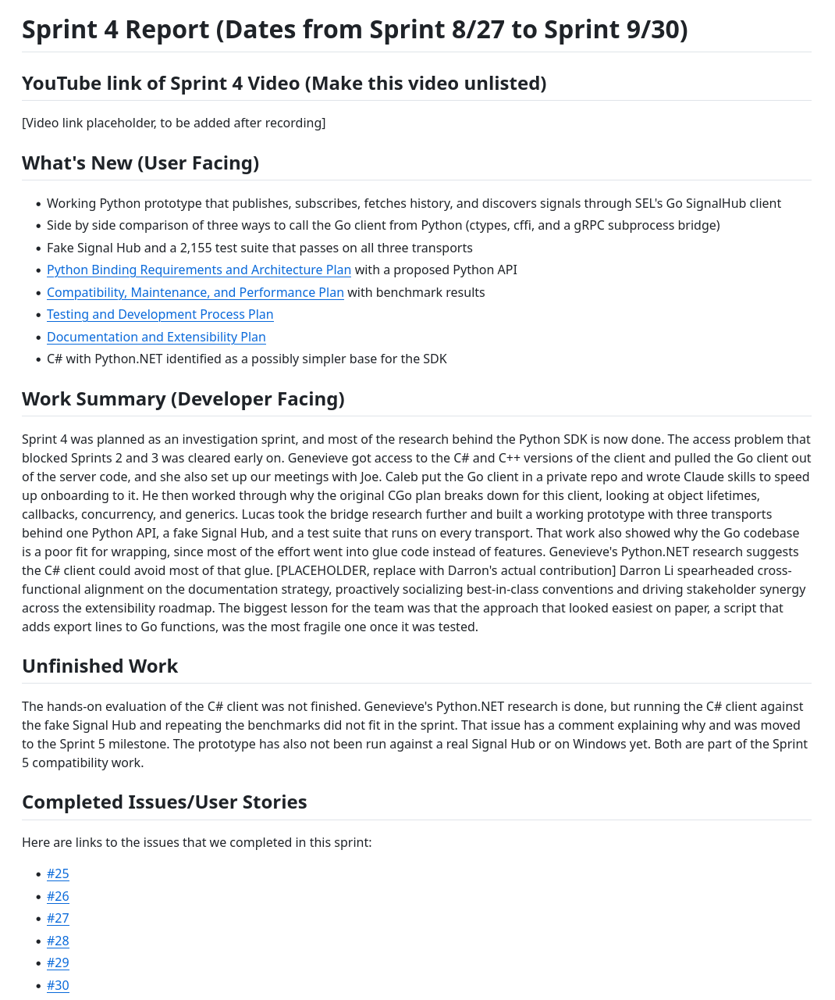 Sprint 4 Report (Dates from Sprint 8/27 to Sprint 9/30)
YouTube link of Sprint 4 Video (Make this video unlisted)
[Video link placeholder, to be added after recording]
What's New (User Facing)
• Working Python prototype that publishes, subscribes, fetches history, and discovers signals through SEL's Go SignalHub client
• Side by side comparison of three ways to call the Go client from Python (ctypes, cffi, and a gRPC subprocess bridge)
• Fake Signal Hub and a 2,155 test suite that passes on all three transports
• Python Binding Requirements and Architecture Plan with a proposed Python API
• Compatibility, Maintenance, and Performance Plan with benchmark results
• Testing and Development Process Plan
• Documentation and Extensibility Plan
• C# with Python.NET identified as a possibly simpler base for the SDK
Work Summary (Developer Facing)
Sprint 4 was planned as an investigation sprint, and most of the research behind the Python SDK is now done. The access problem that
blocked Sprints 2 and 3 was cleared early on. Genevieve got access to the C# and C++ versions of the client and pulled the Go client out
of the server code, and she also set up our meetings with Joe. Caleb put the Go client in a private repo and wrote Claude skills to speed
up onboarding to it. He then worked through why the original CGo plan breaks down for this client, looking at object lifetimes,
callbacks, concurrency, and generics. Lucas took the bridge research further and built a working prototype with three transports
behind one Python API, a fake Signal Hub, and a test suite that runs on every transport. That work also showed why the Go codebase
is a poor fit for wrapping, since most of the effort went into glue code instead of features. Genevieve's Python.NET research suggests
the C# client could avoid most of that glue. [PLACEHOLDER, replace with Darron's actual contribution] Darron Li spearheaded cross-
functional alignment on the documentation strategy, proactively socializing best-in-class conventions and driving stakeholder synergy
across the extensibility roadmap. The biggest lesson for the team was that the approach that looked easiest on paper, a script that
adds export lines to Go functions, was the most fragile one once it was tested.
Unfinished Work
The hands-on evaluation of the C# client was not finished. Genevieve's Python.NET research is done, but running the C# client against
the fake Signal Hub and repeating the benchmarks did not fit in the sprint. That issue has a comment explaining why and was moved
to the Sprint 5 milestone. The prototype has also not been run against a real Signal Hub or on Windows yet. Both are part of the Sprint
5 compatibility work.
Completed Issues/User Stories
Here are links to the issues that we completed in this sprint:
• #25
• #26
• #27
• #28
• #29
• #30